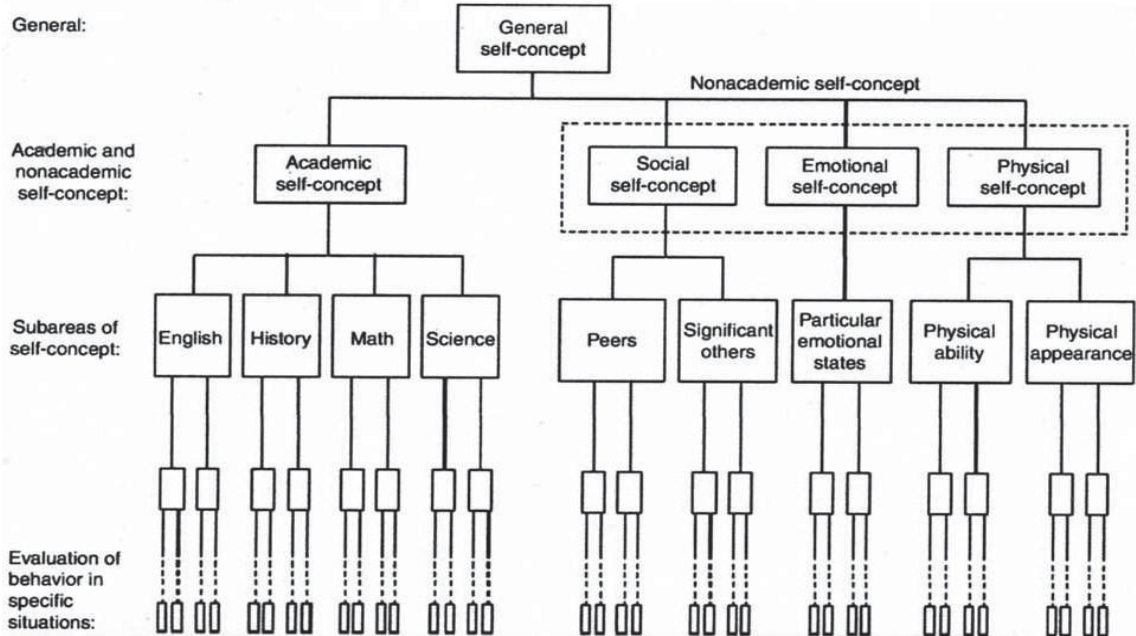 General:
General
self-concept
Nonacademic self-concept
Academic and
nonacademic
self-concept:
Academic
self-concept
Social
self-concept
Emotional
self-concept
Physical
self-concept
Subareas of
self-concept:
English
History
Math
Science
Peers
Significant
others
Particular
emotional
states
Physical
ability
Physical
appearance
Evaluation of
behavior in
specific
situations: